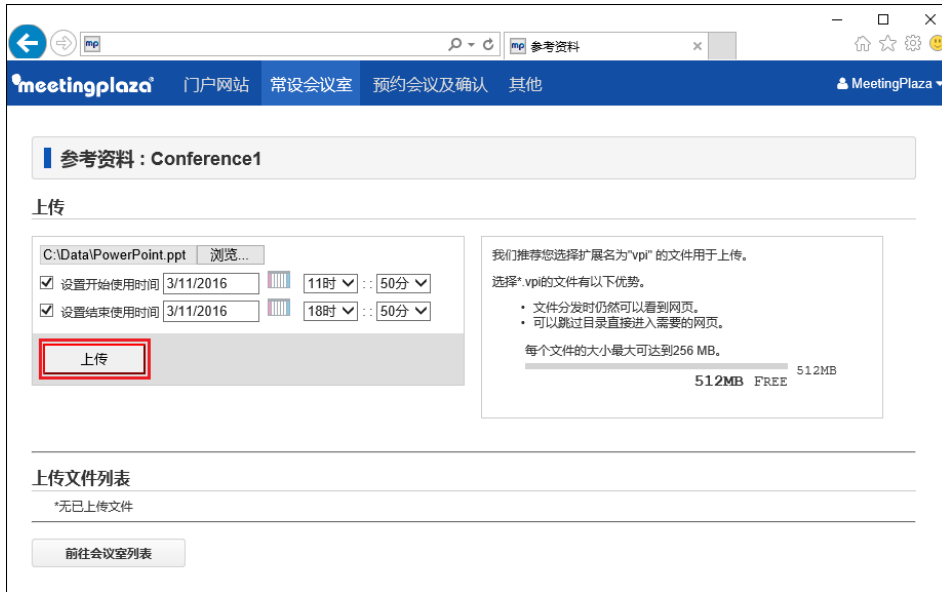 mp
mp 参考资料
meetingplaza 门户网站 常设会议室 预约会议及确认 其他 MeetingPlaza
参考资料 : Conference1
上传
C:\Data\PowerPoint.ppt 浏览...
设置开始使用时间 3/11/2016 11时 : : 50分
设置结束使用时间 3/11/2016 18时 : : 50分
上传
我们推荐您选择扩展名为"vpi" 的文件用于上传。
选择*.vpi的文件有以下优势。
• 文件分发时仍然可以看到网页。
• 可以跳过目录直接进入需要的网页。
每个文件的大小最大可达到256 MB。
512MB
512MB FREE
上传文件列表
*无已上传文件
前往会议室列表